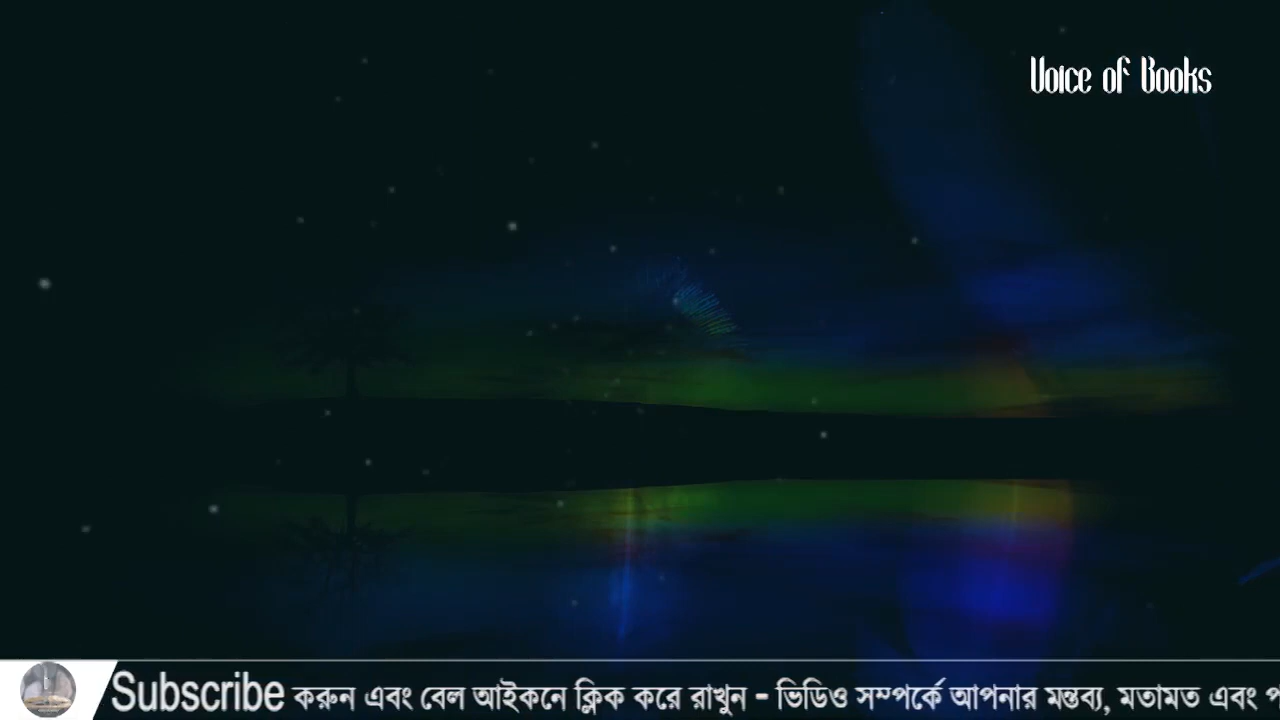 Voice of Books
Subscribe করুন এবং বেল আইকনে ক্লিক করে রাখুন - ভিডিও সম্পর্কে আপনার মন্তব্য, মতামত এবং